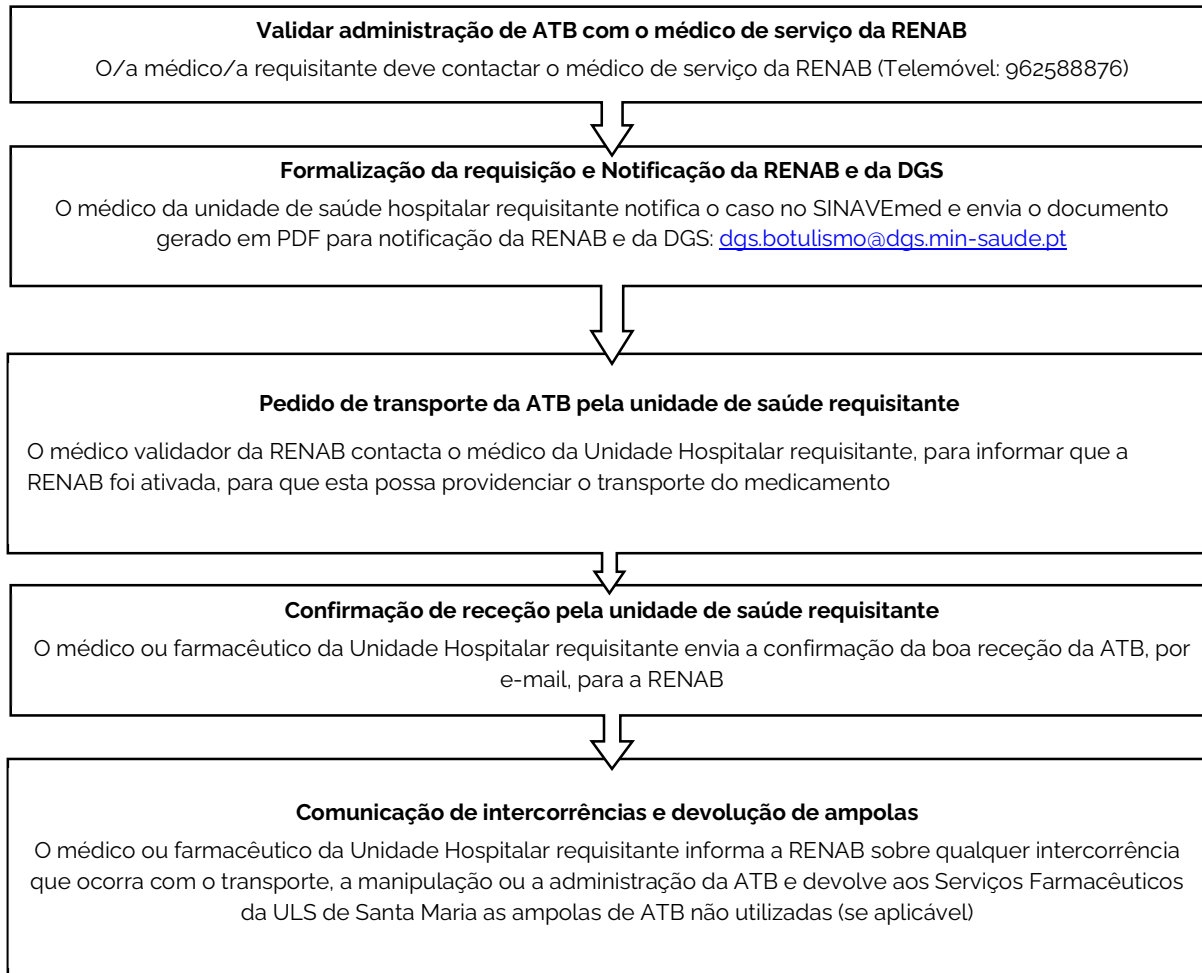 Validar administração de ATB com o médico de serviço da RENAB
O/a médico/a requisitante deve contactar o médico de serviço da RENAB (Telemóvel: 962588876)
Formalização da requisição e Notificação da RENAB e da DGS
O médico da unidade de saúde hospitalar requisitante notifica o caso no SINAVEmed e envia o documento
gerado em PDF para notificação da RENAB e da DGS: dgs.botulismo@dgs.min-saude.pt
Pedido de transporte da ATB pela unidade de saúde requisitante
O médico validador da RENAB contacta o médico da Unidade Hospitalar requisitante, para informar que a
RENAB foi ativada, para que esta possa providenciar o transporte do medicamento
Confirmação de receção pela unidade de saúde requisitante
O médico ou farmacêutico da Unidade Hospitalar requisitante envia a confirmação da boa receção da ATB, por
e-mail, para a RENAB
Comunicação de intercorrências e devolução de ampolas
O médico ou farmacêutico da Unidade Hospitalar requisitante informa a RENAB sobre qualquer intercorrência
que ocorra com o transporte, a manipulação ou a administração da ATB e devolve aos Serviços Farmacêuticos
da ULS de Santa Maria as ampolas de ATB não utilizadas (se aplicável)